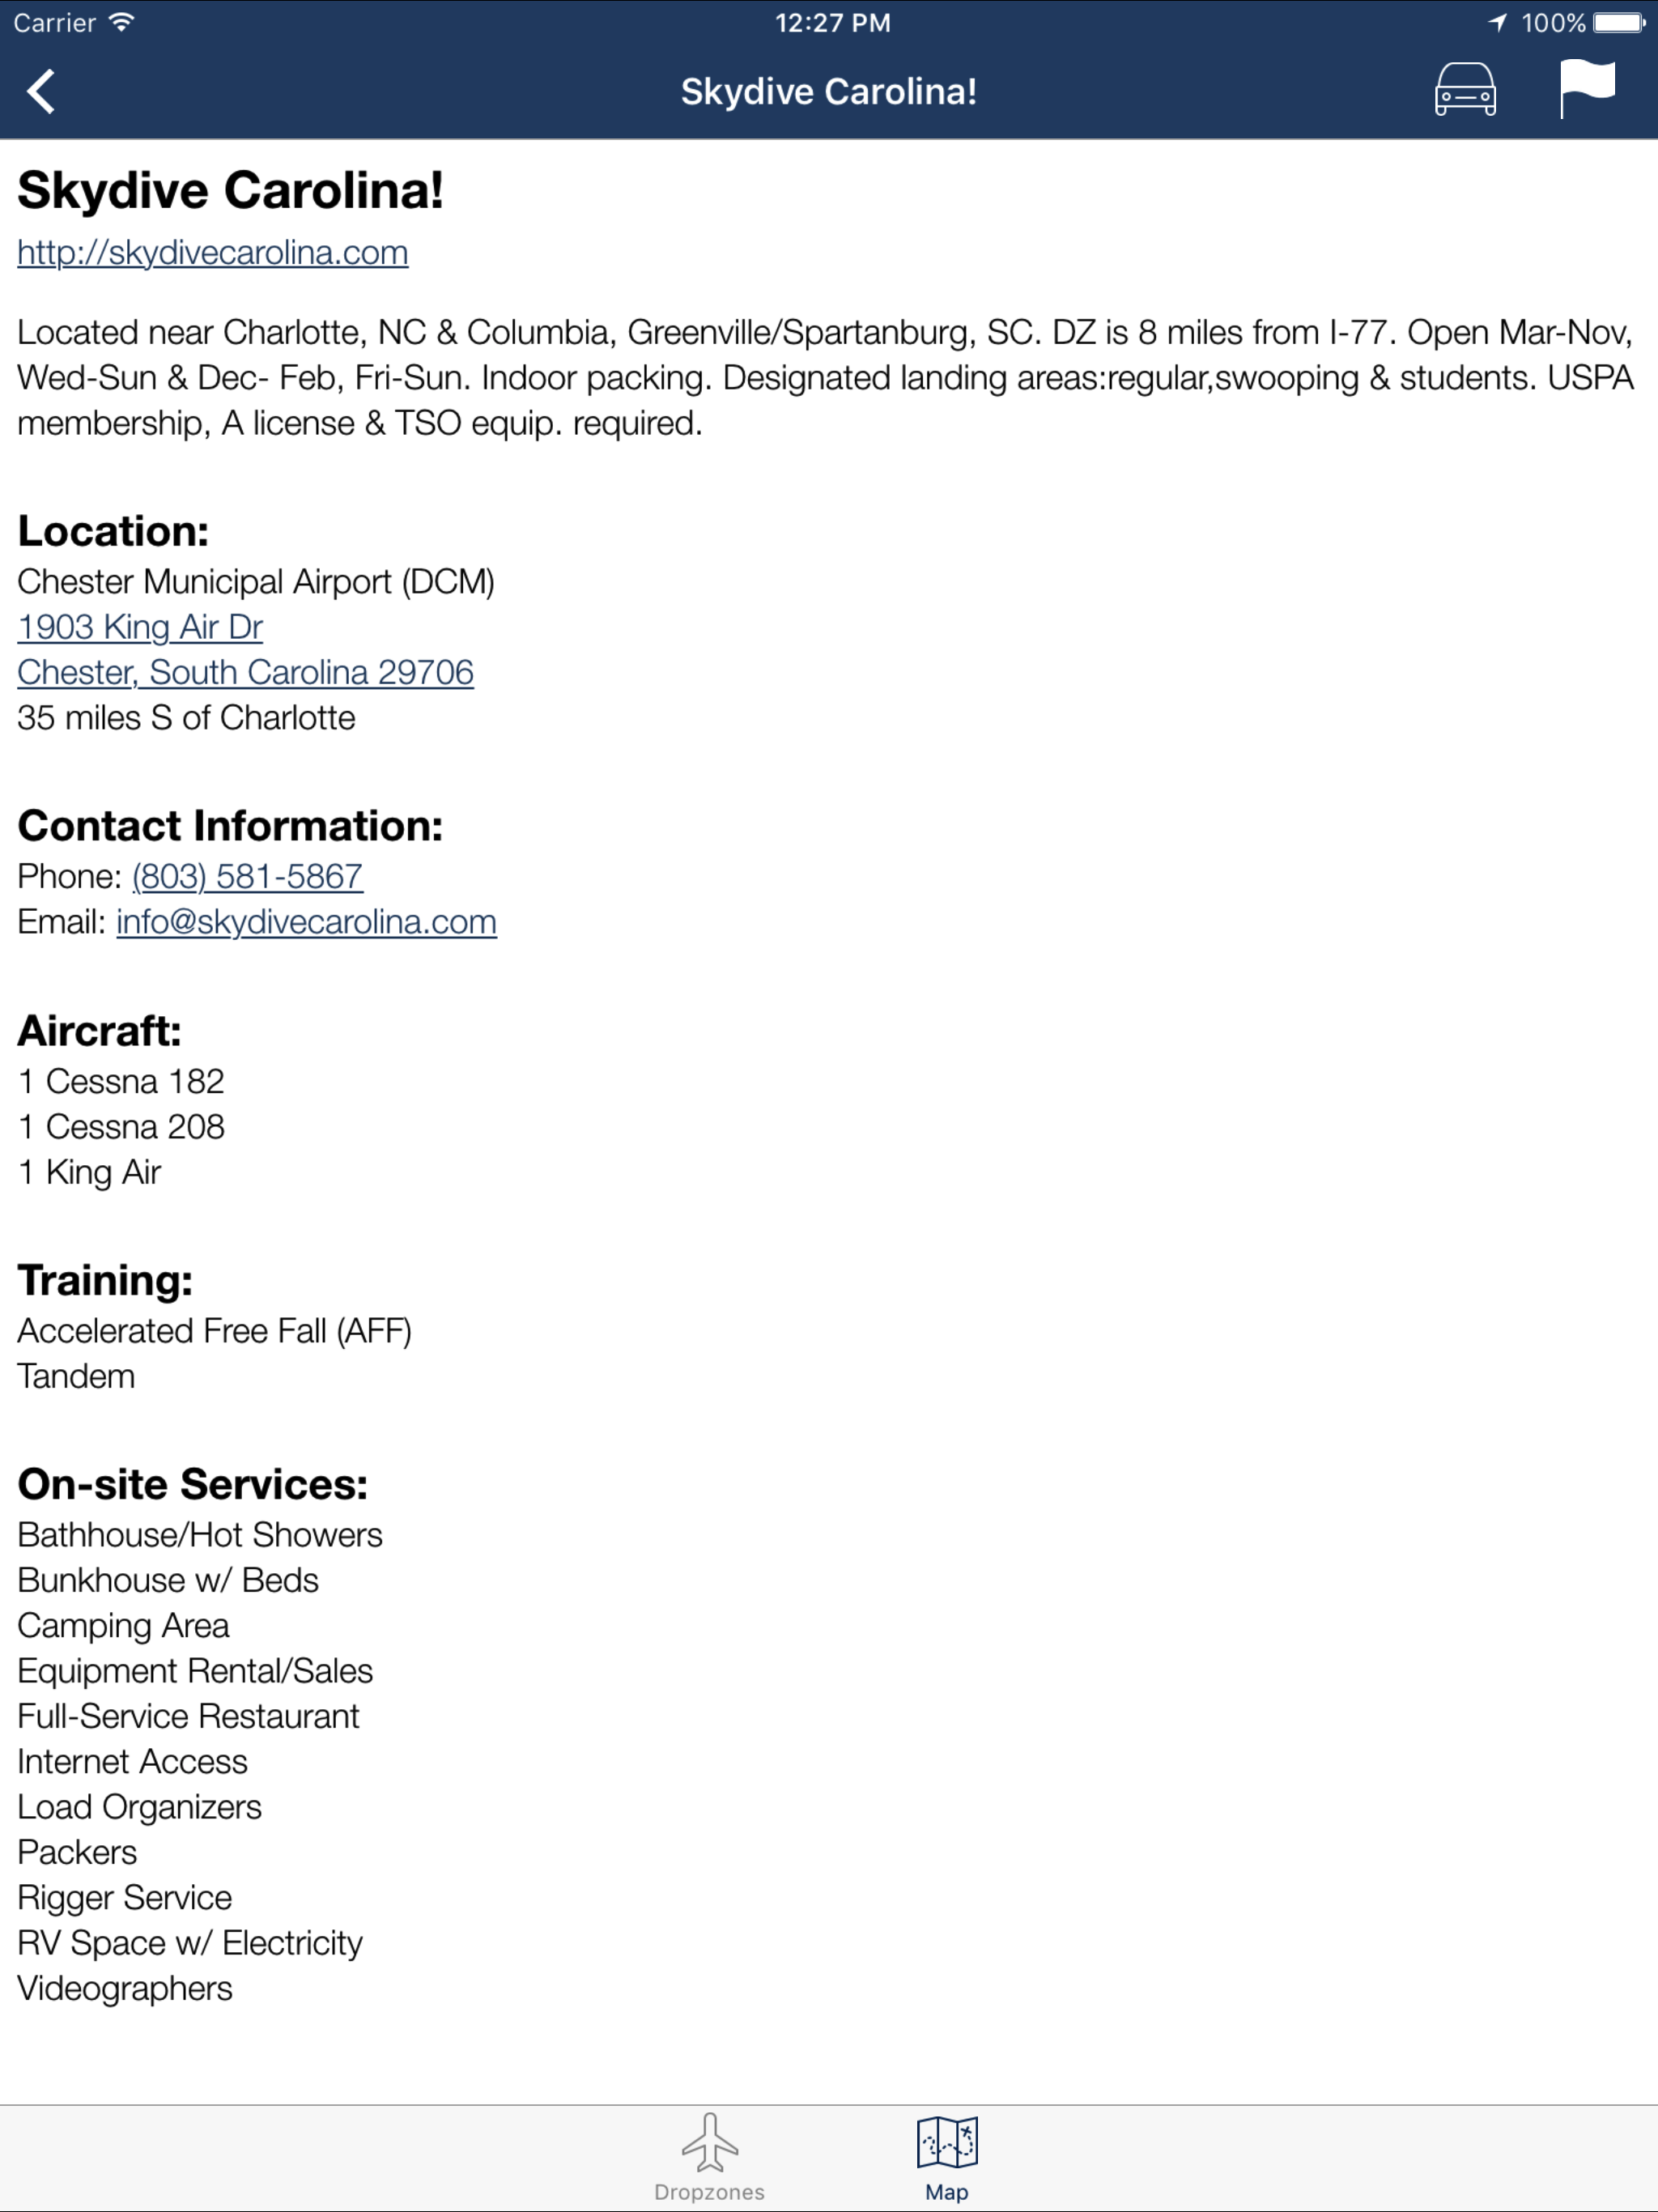 Carrier 12:27 PM 100%
Skydive Carolina!
Skydive Carolina!
http://skydivecarolina.com
Located near Charlotte, NC & Columbia, Greenville/Spartanburg, SC. DZ is 8 miles from I-77. Open Mar-Nov,
Wed-Sun & Dec- Feb, Fri-Sun. Indoor packing. Designated landing areas:regular,swooping & students. USPA
membership, A license & TSO equip. required.
Location:
Chester Municipal Airport (DCM)
1903 King Air Dr
Chester, South Carolina 29706
35 miles S of Charlotte
Contact Information:
Phone: (803) 581-5867
Email: info@skydivecarolina.com
Aircraft:
1 Cessna 182
1 Cessna 208
1 King Air
Training:
Accelerated Free Fall (AFF)
Tandem
On-site Services:
Bathhouse/Hot Showers
Bunkhouse w/ Beds
Camping Area
Equipment Rental/Sales
Full-Service Restaurant
Internet Access
Load Organizers
Packers
Rigger Service
RV Space w/ Electricity
Videographers
Dropzones Map